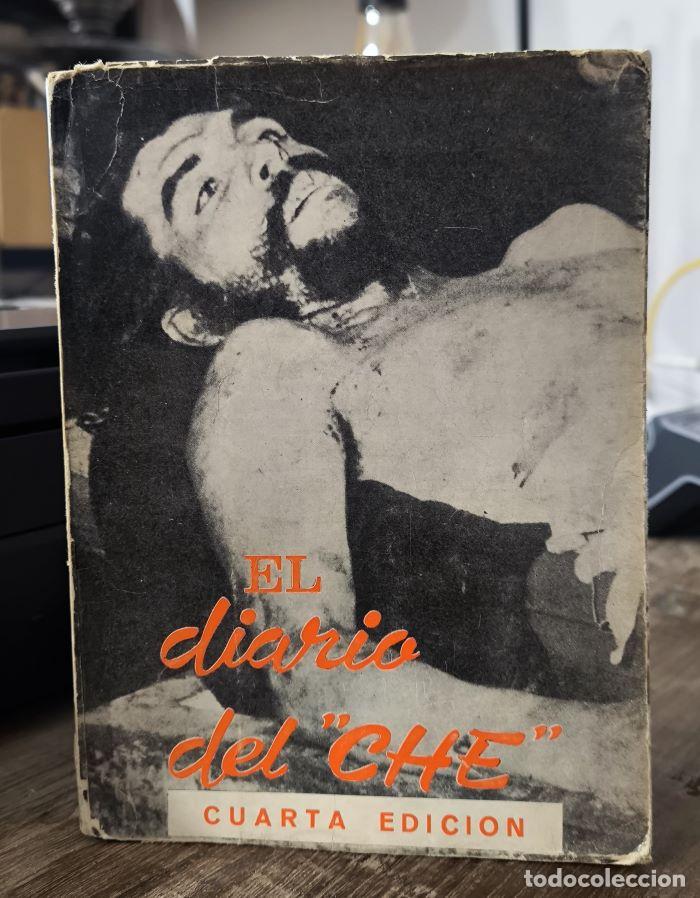 EL
diario
del "CHE"
CUARTA EDICION
todocoleccion